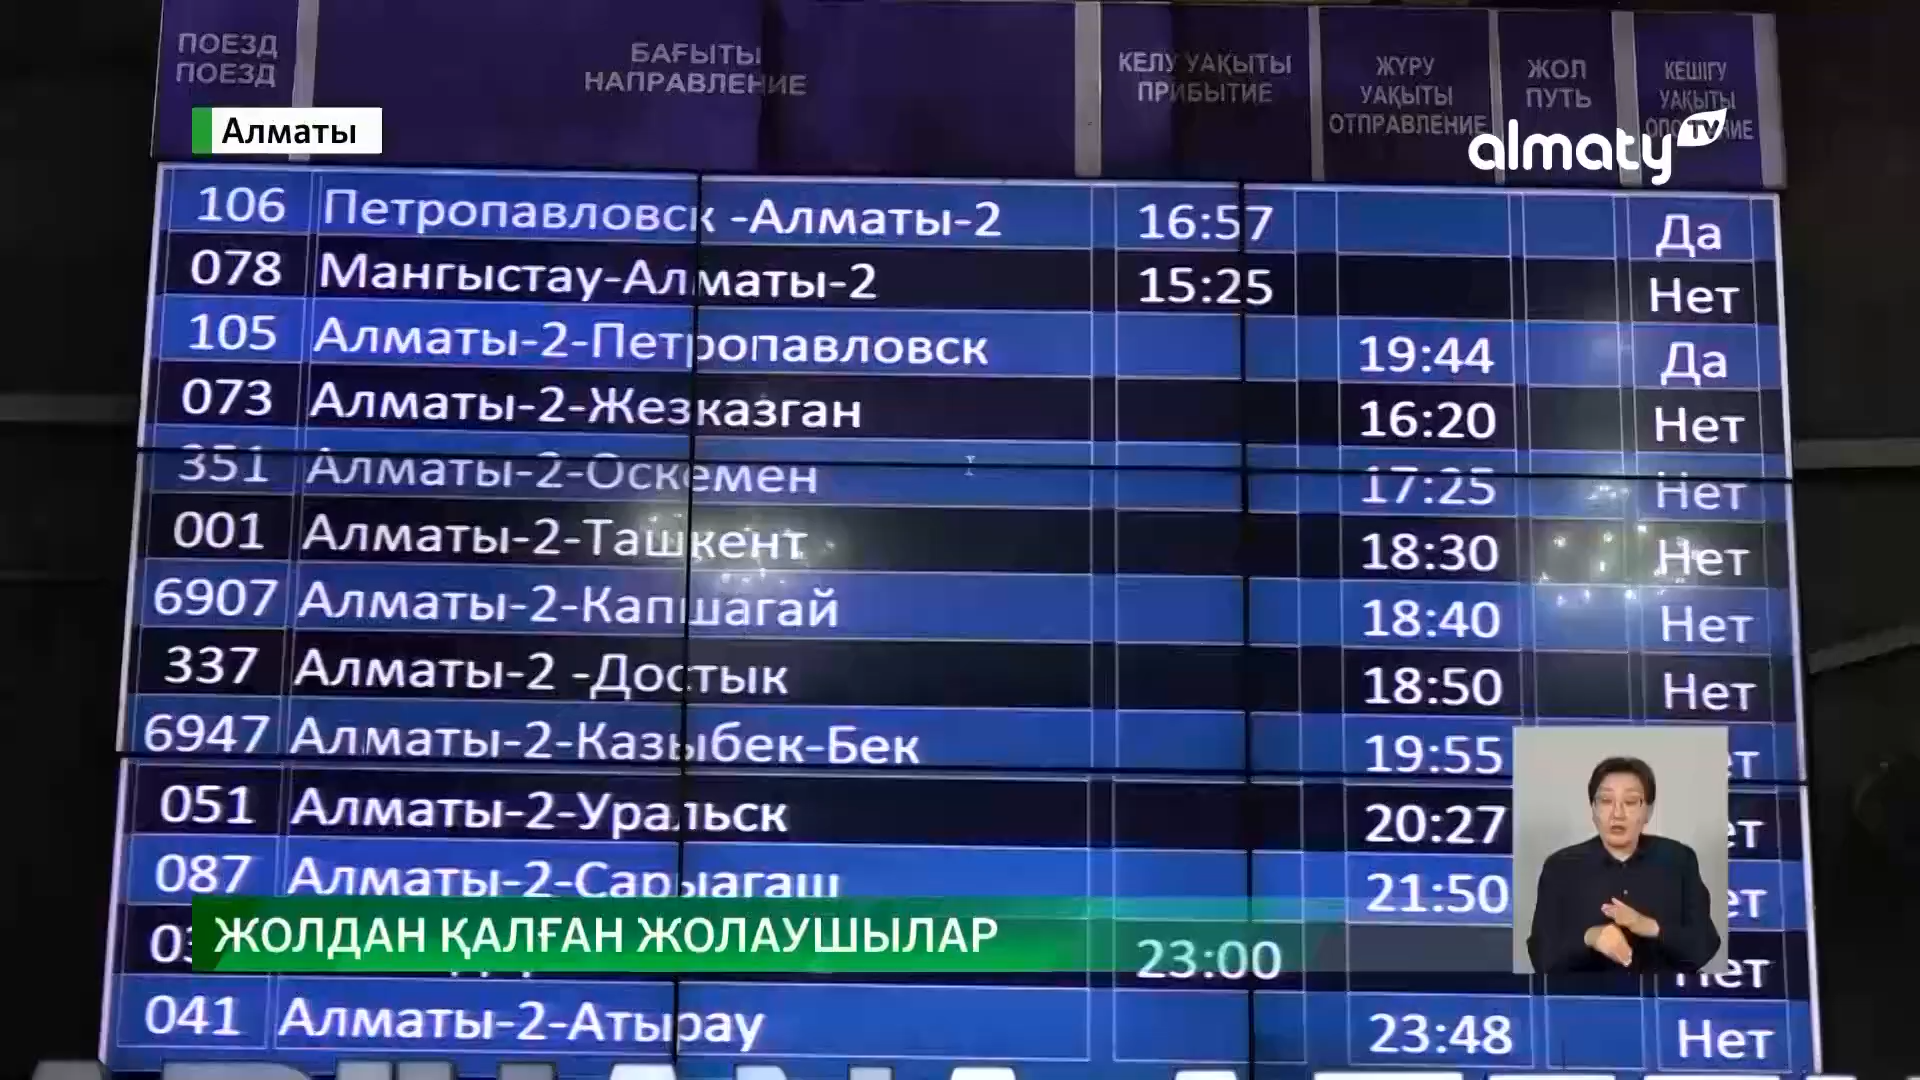 ПОЕЗД
ПОЕЗД
БАҒЫТЫ
НАПРАВЛЕНИЕ
КЕЛУ УАҚЫТЫ
ПРИБЫТИЕ
ЖҮРУ
УАҚЫТЫ
ОТПРАВЛЕНИЕ
ЖОЛ
ПУТЬ
КЕШІГУ
УАҚЫТЫ
Алматы
almaty TV
106 Петропавловск -Алматы-2 16:57 Да
078 Мангыстау-Алматы-2 15:25 Нет
105 Алматы-2-Петропавловск 19:44 Да
073 Алматы-2-Жезказган 16:20 Нет
351 Алматы-2-Оскемен 17:25 Нет
001 Алматы-2-Ташкент 18:30 Нет
6907 Алматы-2-Капшагай 18:40 Нет
337 Алматы-2 -Достык 18:50 Нет
6947 Алматы-2-Казыбек-Бек 19:55
051 Алматы-2-Уральск 20:27
087 Алматы-2-Сарыагаш 21:50
ЖОЛДАН ҚАЛҒАН ЖОЛАУШЫЛАР
23:00 Нет
041 Алматы-2-Атырау 23:48 Нет